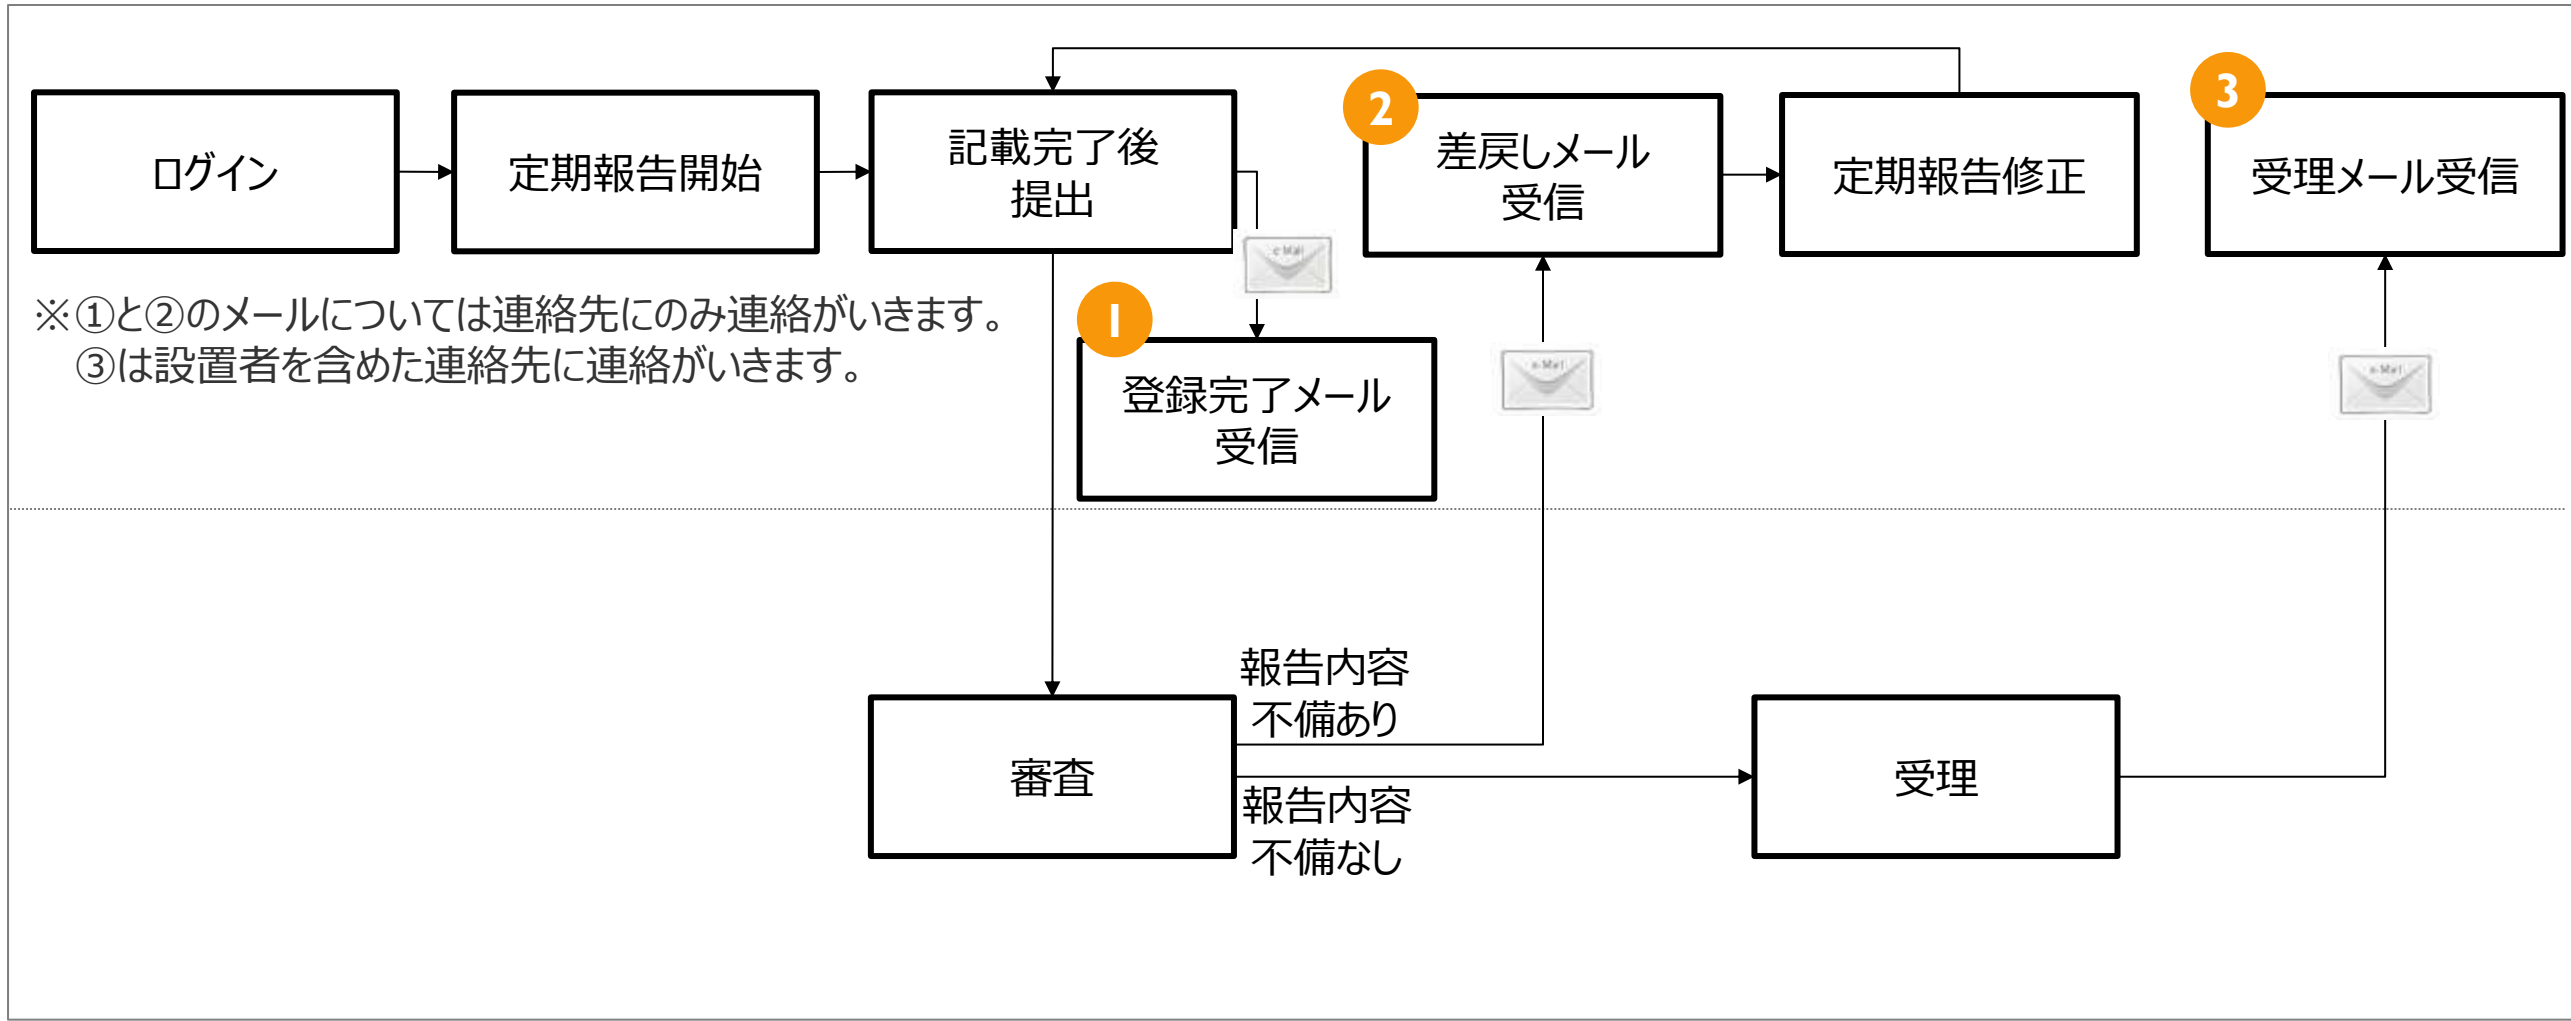 ログイン
定期報告開始
記載完了後
提出
2
差戻しメール
受信
定期報告修正
3
受理メール受信
e-Mail
※①と②のメールについては連絡先にのみ連絡がいきます。
③は設置者を含めた連絡先に連絡がいきます。
1
登録完了メール
受信
e-Mail
e-Mail
報告内容
不備あり
審査
報告内容
不備なし
受理